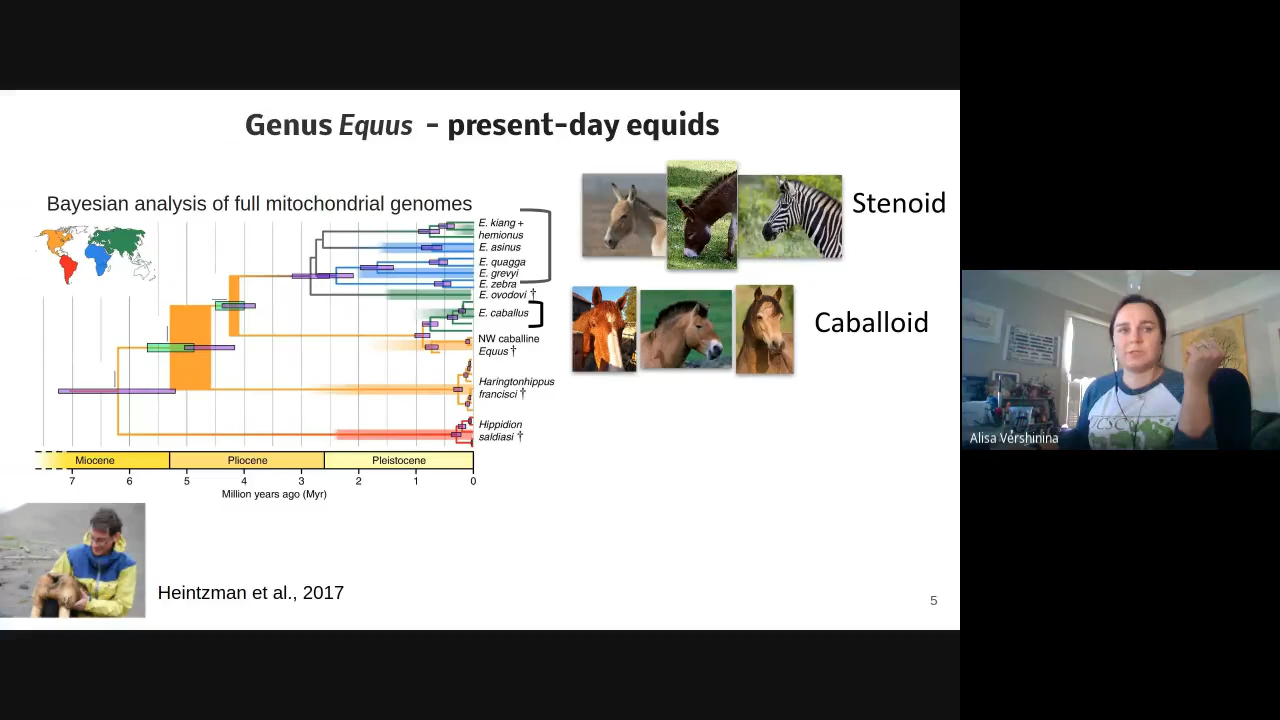 Genus Equus - present-day equids
Bayesian analysis of full mitochondrial genomes
E. kiang +
hemionus
E. asinus
E. quagga
E. grevyi
E. zebra
E. ovodovi †
E. caballus
NW caballine
Equus †
Haringtonhippus
francisci †
Hippidion
saldiasi †
Stenoid
Caballoid
Miocene Pliocene Pleistocene
7 6 5 4 3 2 1 0
Million years ago (Myr)
Heintzman et al., 2017
5
UCSC
Alisa Vershinina